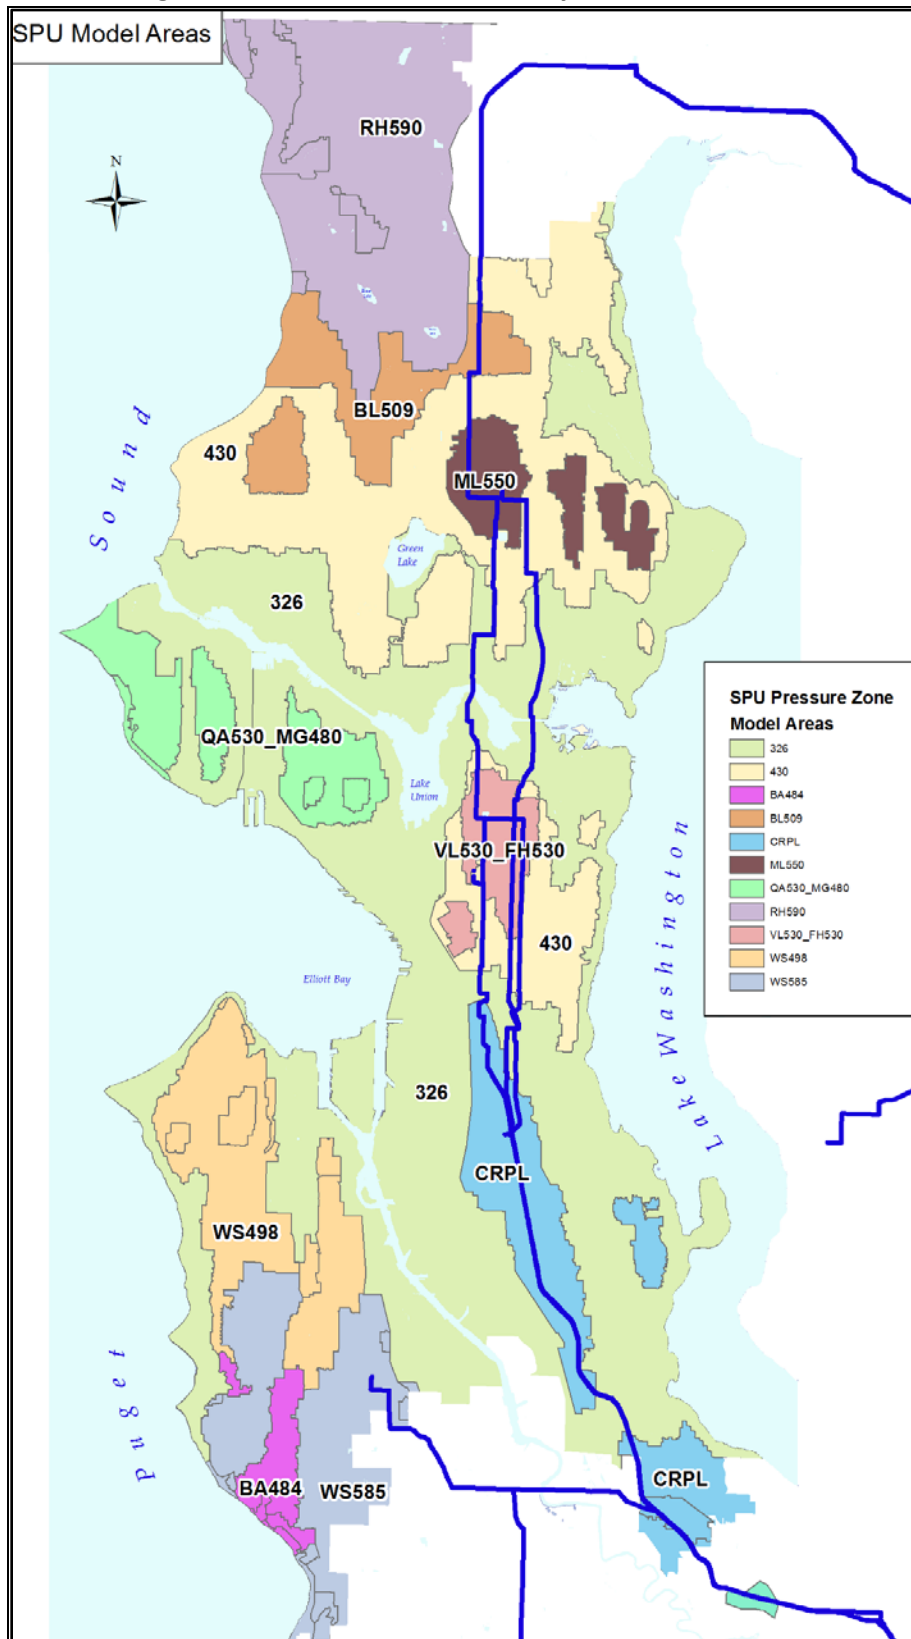 SPU Model Areas
RH590
N
BL509
430
ML550
Sound
Green
Lake
326
QA530_MG480
Lake
Union
SPU Pressure Zone
Model Areas
326
430
BA484
BL509
CRPL
ML550
QA530_MG480
RH590
VL530_FH530
WS498
WS585
VL530_FH530
430
Lake Washington
Elliott Bay
326
CRPL
WS498
Puget
BA484
WS585
CRPL